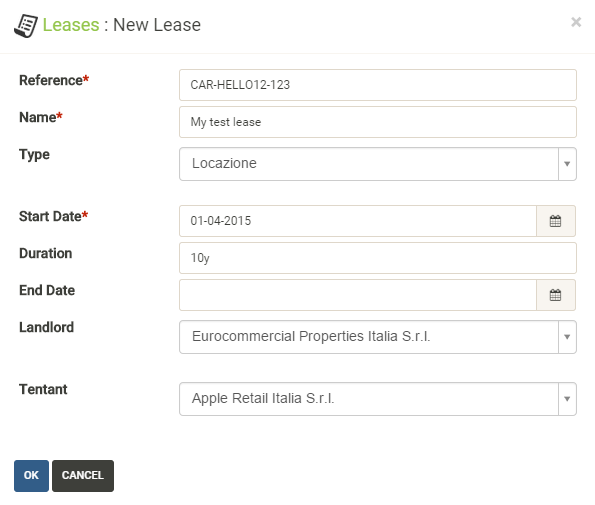 Leases : New Lease ×
Reference* CAR-HELLO12-123
Name* My test lease
Type Locazione
Start Date* 01-04-2015
Duration 10y
End Date
Landlord Eurocommercial Properties Italia S.r.l.
Tentant Apple Retail Italia S.r.l.
OK CANCEL